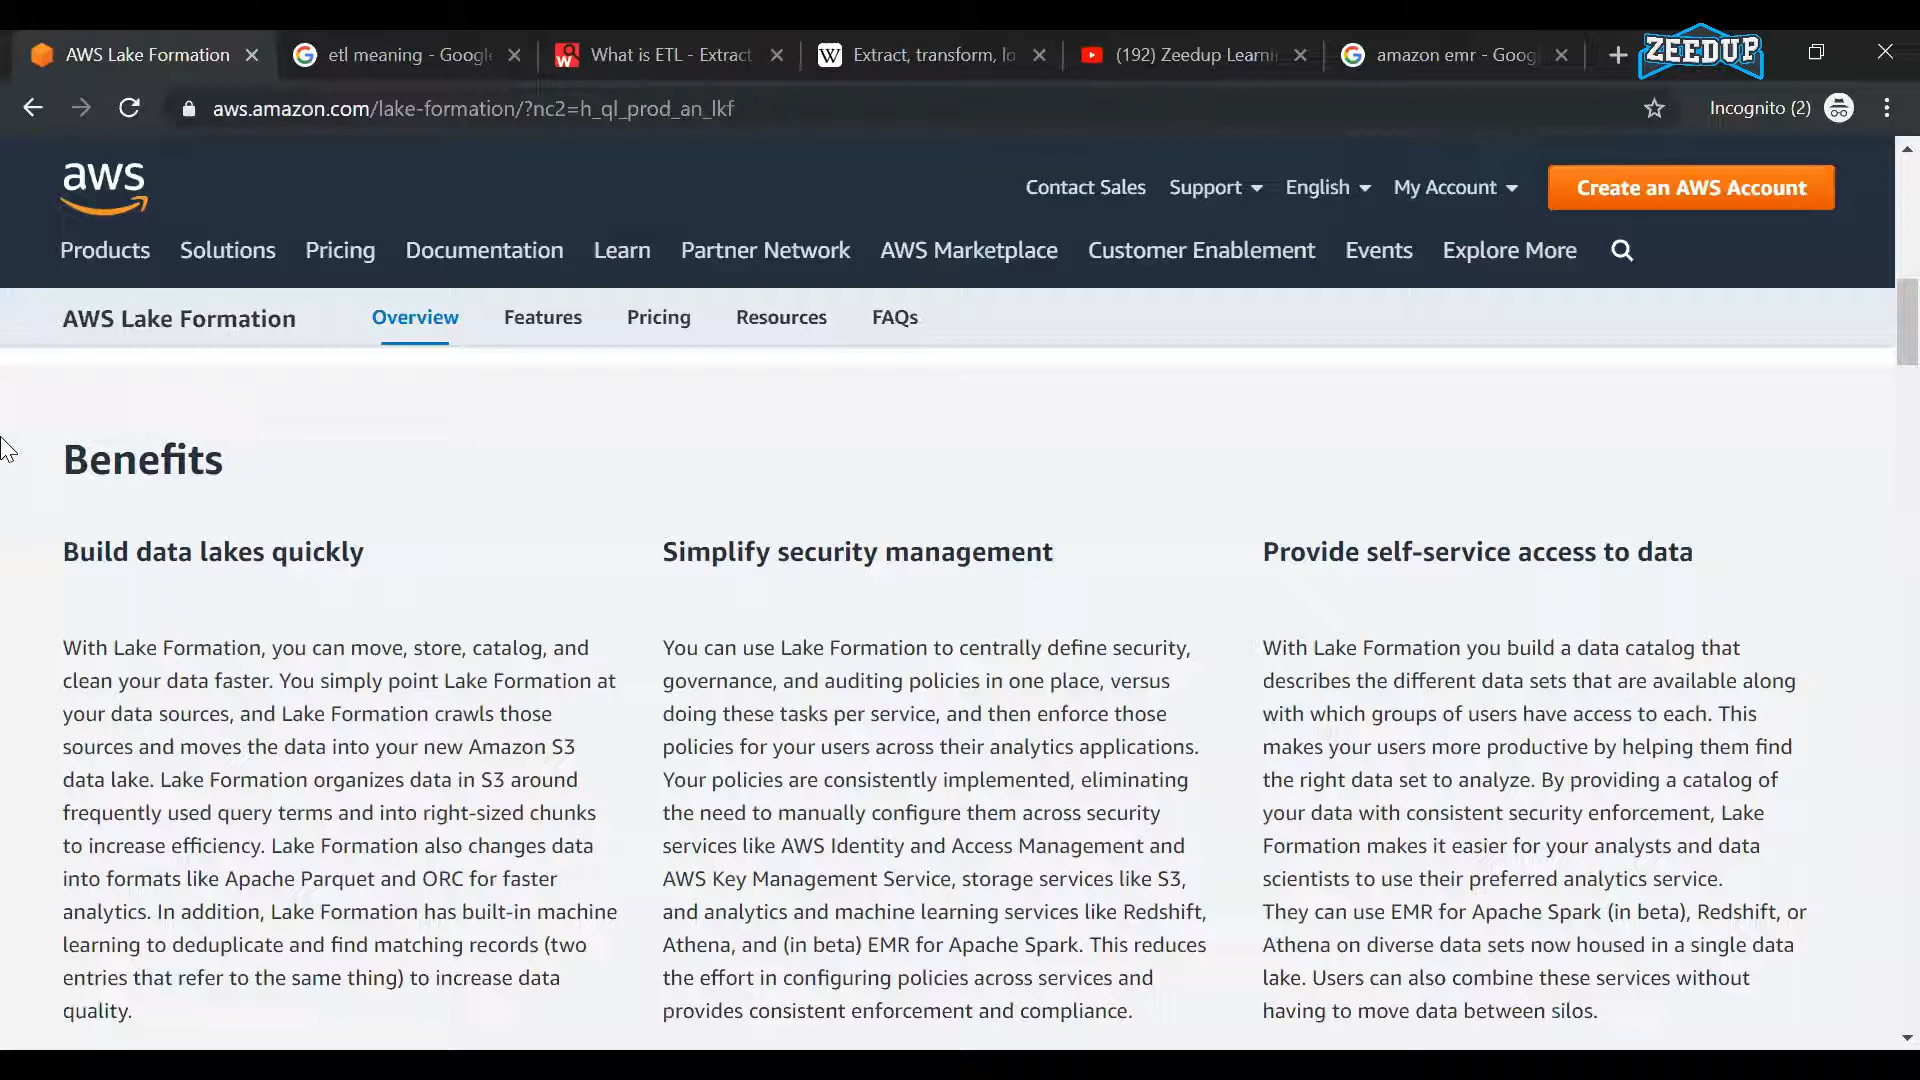 AWS Lake Formation
etl meaning - Google
What is ETL - Extract
Extract, transform, lo
(192) Zeedup Learni
amazon emr - Goog
ZEEDUP
aws.amazon.com/lake-formation/?nc2=h_ql_prod_an_lkf
Incognito (2)
aws
Contact Sales
Support
English
My Account
Create an AWS Account
Products
Solutions
Pricing
Documentation
Learn
Partner Network
AWS Marketplace
Customer Enablement
Events
Explore More
AWS Lake Formation
Overview
Features
Pricing
Resources
FAQs
Benefits
Build data lakes quickly
With Lake Formation, you can move, store, catalog, and
clean your data faster. You simply point Lake Formation at
your data sources, and Lake Formation crawls those
sources and moves the data into your new Amazon S3
data lake. Lake Formation organizes data in S3 around
frequently used query terms and into right-sized chunks
to increase efficiency. Lake Formation also changes data
into formats like Apache Parquet and ORC for faster
analytics. In addition, Lake Formation has built-in machine
learning to deduplicate and find matching records (two
entries that refer to the same thing) to increase data
quality.
Simplify security management
You can use Lake Formation to centrally define security,
governance, and auditing policies in one place, versus
doing these tasks per service, and then enforce those
policies for your users across their analytics applications.
Your policies are consistently implemented, eliminating
the need to manually configure them across security
services like AWS Identity and Access Management and
AWS Key Management Service, storage services like S3,
and analytics and machine learning services like Redshift,
Athena, and (in beta) EMR for Apache Spark. This reduces
the effort in configuring policies across services and
provides consistent enforcement and compliance.
Provide self-service access to data
With Lake Formation you build a data catalog that
describes the different data sets that are available along
with which groups of users have access to each. This
makes your users more productive by helping them find
the right data set to analyze. By providing a catalog of
your data with consistent security enforcement, Lake
Formation makes it easier for your analysts and data
scientists to use their preferred analytics service.
They can use EMR for Apache Spark (in beta), Redshift, or
Athena on diverse data sets now housed in a single data
lake. Users can also combine these services without
having to move data between silos.